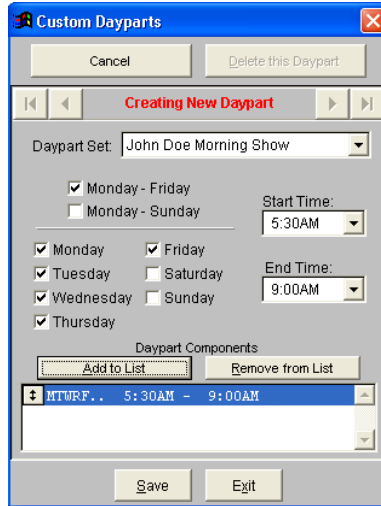 Custom Dayparts
Cancel
Delete this Daypart
Creating New Daypart
Daypart Set: John Doe Morning Show
Monday - Friday
Monday - Sunday
Start Time:
5:30AM
Monday
Friday
Tuesday
Saturday
End Time:
9:00AM
Wednesday
Sunday
Thursday
Daypart Components
Add to List
Remove from List
MTWRF.. 5:30AM - 9:00AM
Save
Exit